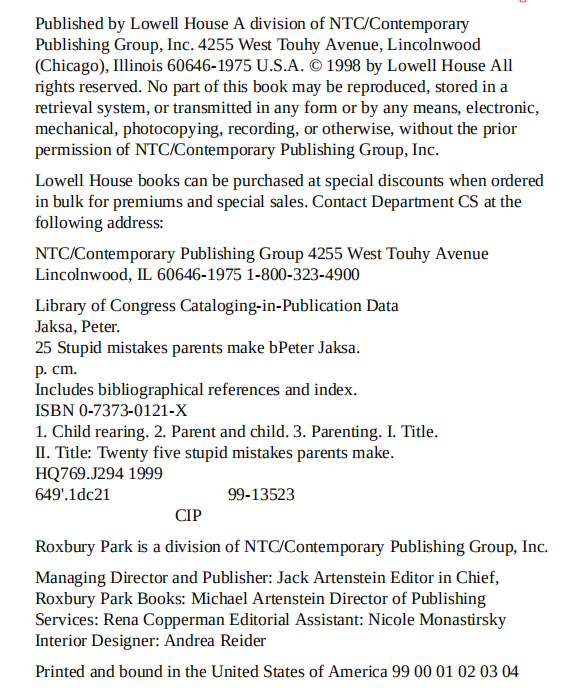 Published by Lowell House A division of NTC/Contemporary
Publishing Group, Inc. 4255 West Touhy Avenue, Lincolnwood
(Chicago), Illinois 60646-1975 U.S.A. © 1998 by Lowell House All
rights reserved. No part of this book may be reproduced, stored in a
retrieval system, or transmitted in any form or by any means, electronic,
mechanical, photocopying, recording, or otherwise, without the prior
permission of NTC/Contemporary Publishing Group, Inc.
Lowell House books can be purchased at special discounts when ordered
in bulk for premiums and special sales. Contact Department CS at the
following address:
NTC/Contemporary Publishing Group 4255 West Touhy Avenue
Lincolnwood, IL 60646-1975 1-800-323-4900
Library of Congress Cataloging-in-Publication Data
Jaksa, Peter.
25 Stupid mistakes parents make bPeter Jaksa.
p. cm.
Includes bibliographical references and index.
ISBN 0-7373-0121-X
1. Child rearing. 2. Parent and child. 3. Parenting. I. Title.
II. Title: Twenty five stupid mistakes parents make.
HQ769.J294 1999
649'.1dc21 99-13523
CIP
Roxbury Park is a division of NTC/Contemporary Publishing Group, Inc.
Managing Director and Publisher: Jack Artenstein Editor in Chief,
Roxbury Park Books: Michael Artenstein Director of Publishing
Services: Rena Copperman Editorial Assistant: Nicole Monastirsky
Interior Designer: Andrea Reider
Printed and bound in the United States of America 99 00 01 02 03 04